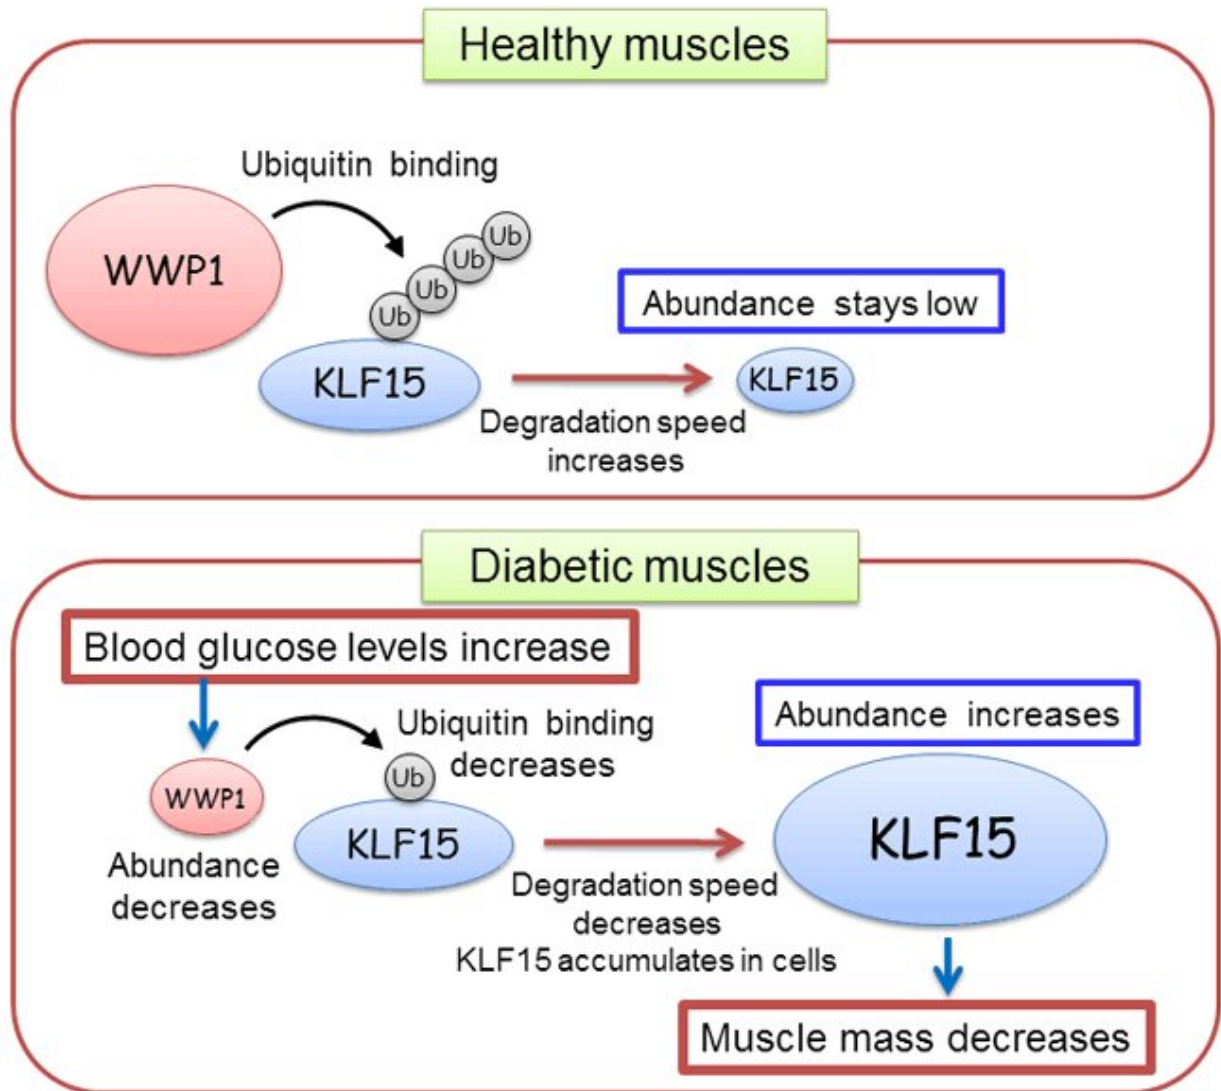 Healthy muscles
Ubiquitin binding
WWP1
Ub
Ub
Ub
Ub
KLF15
Abundance stays low
KLF15
Degradation speed
increases
Diabetic muscles
Blood glucose levels increase
Ubiquitin binding
decreases
WWP1
Abundance
decreases
Ub
KLF15
Degradation speed
decreases
KLF15 accumulates in cells
Abundance increases
KLF15
Muscle mass decreases